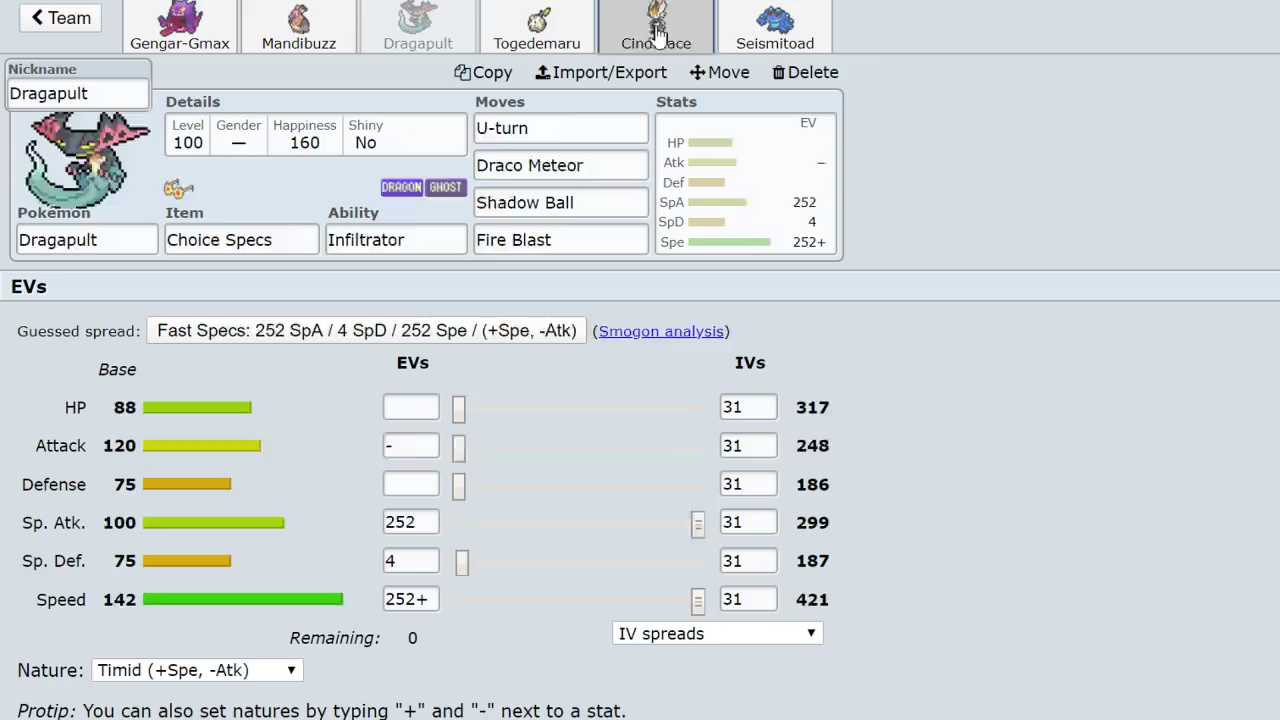 Team
Gengar-Gmax
Mandibuzz
Dragapult
Togedemaru
Cinderace
Seismitoad
Copy
Import/Export
Move
Delete
Nickname
Dragapult
Details
Level
100
Gender
—
Happiness
160
Shiny
No
DRAGON
GHOST
Pokémon
Dragapult
Item
Choice Specs
Ability
Infiltrator
Moves
U-turn
Draco Meteor
Shadow Ball
Fire Blast
Stats
EV
HP
Atk –
Def
SpA 252
SpD 4
Spe 252+
EVs
Guessed spread: Fast Specs: 252 SpA / 4 SpD / 252 Spe / (+Spe, -Atk) (Smogon analysis)
Base EVs IVs
HP 88 31 317
Attack 120 - 31 248
Defense 75 31 186
Sp. Atk. 100 252 31 299
Sp. Def. 75 4 31 187
Speed 142 252+ 31 421
Remaining: 0
IV spreads
Nature: Timid (+Spe, -Atk)
Protip: You can also set natures by typing "+" and "-" next to a stat.